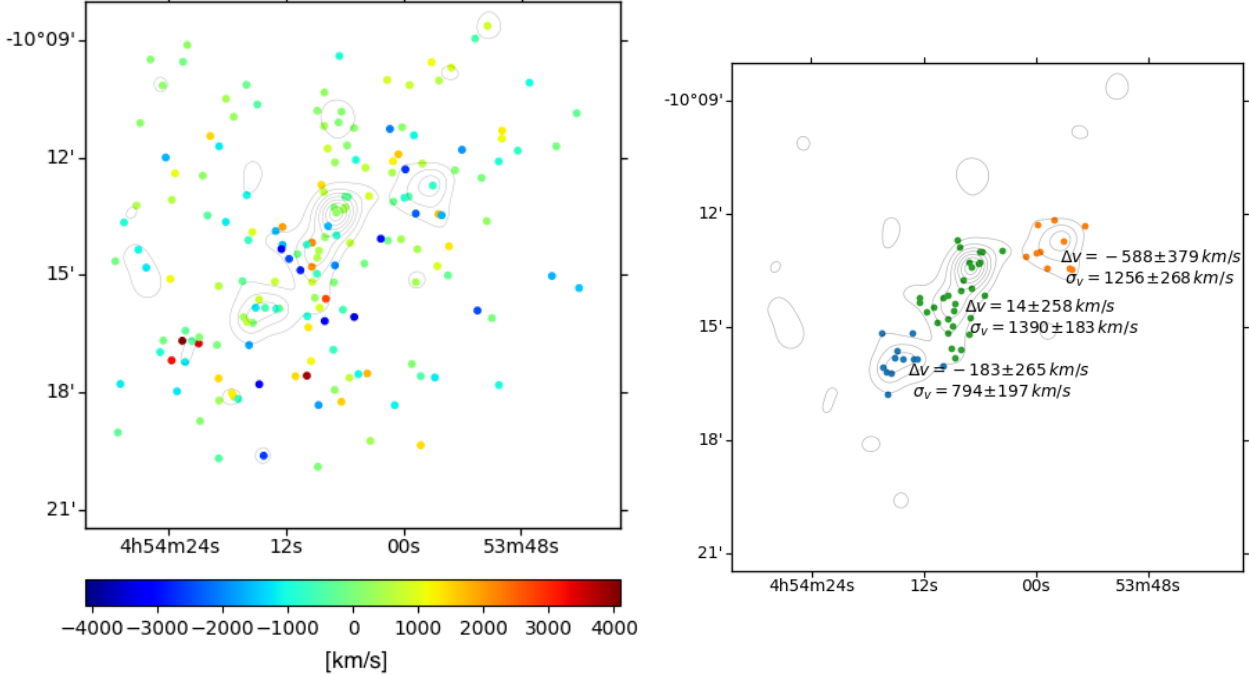 -10°09'
12'
15'
18'
21'
4h54m24s 12s 00s 53m48s
−4000 −3000 −2000 −1000 0 1000 2000 3000 4000
[km/s]
-10°09'
12'
15'
18'
21'
4h54m24s 12s 00s 53m48s
Δv = −588±379 km/s
σv = 1256±268 km/s
Δv = 14±258 km/s
σv = 1390±183 km/s
Δv = −183±265 km/s
σv = 794±197 km/s